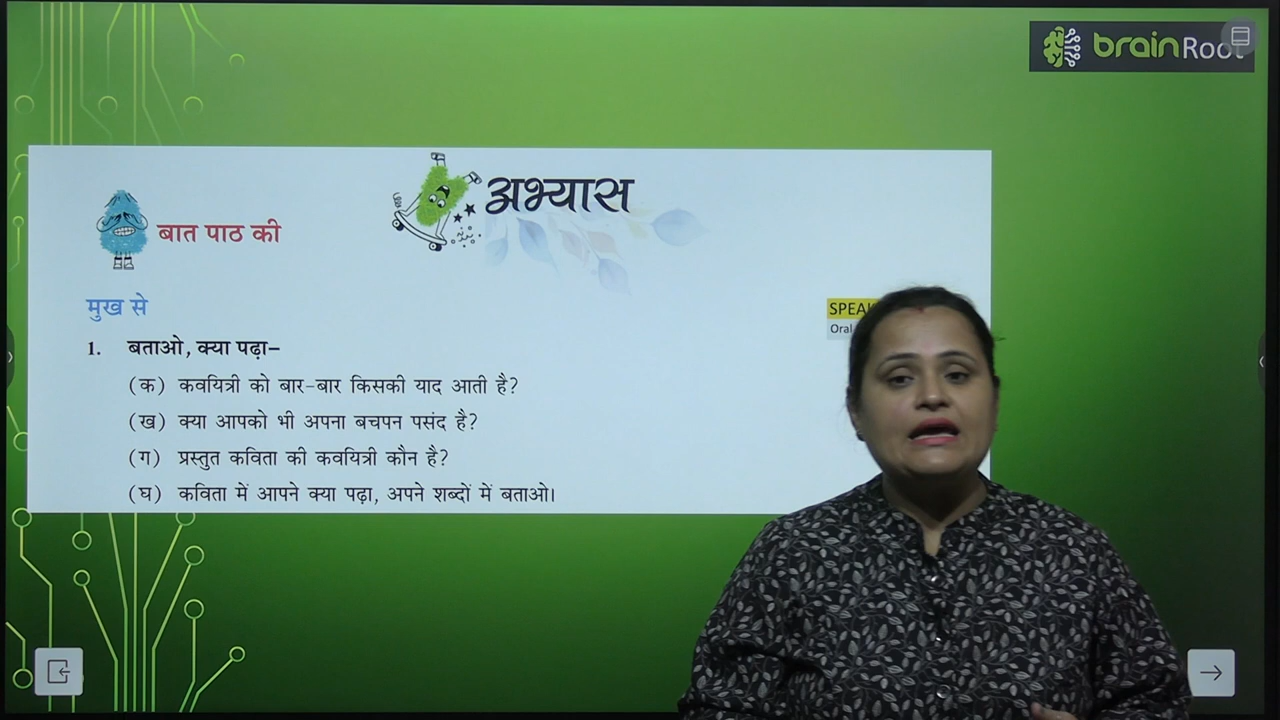 brainRoot
अभ्यास
बात पाठ की
मुख से
SPEAK
Oral
1. बताओ, क्या पढ़ा–
(क) कवयित्री को बार-बार किसकी याद आती है?
(ख) क्या आपको भी अपना बचपन पसंद है?
(ग) प्रस्तुत कविता की कवयित्री कौन है?
(घ) कविता में आपने क्या पढ़ा, अपने शब्दों में बताओ।